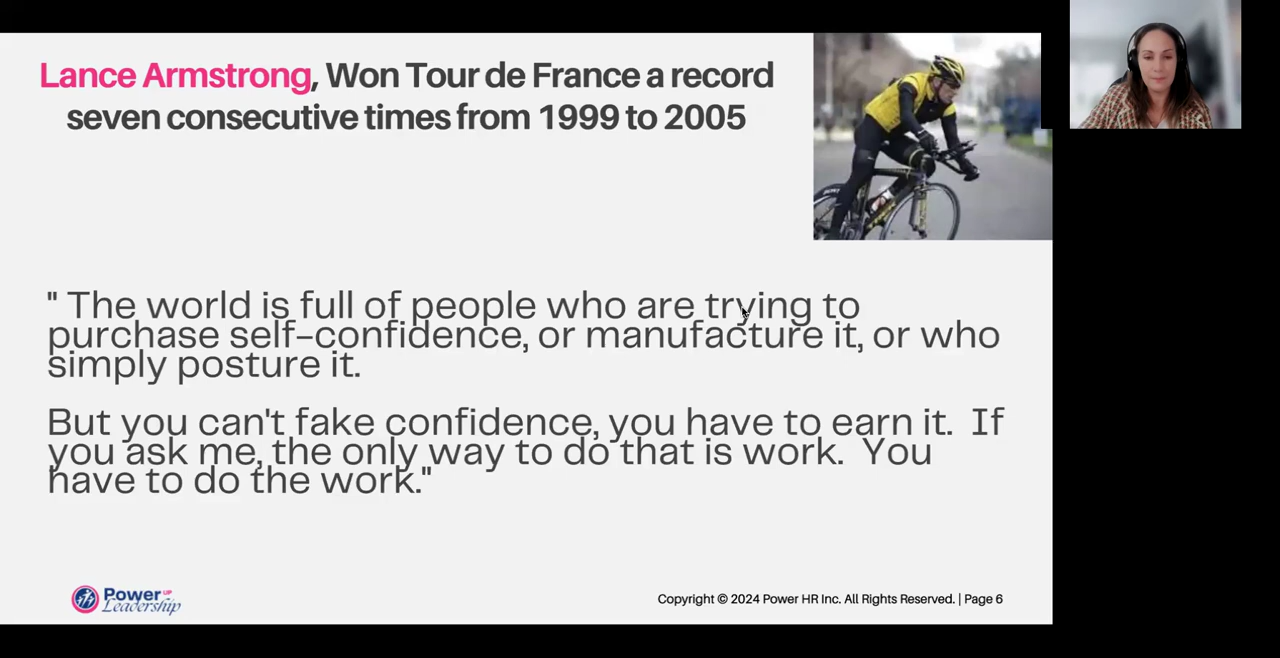 Lance Armstrong, Won Tour de France a record
seven consecutive times from 1999 to 2005
" The world is full of people who are trying to
purchase self-confidence, or manufacture it, or who
simply posture it.
But you can't fake confidence, you have to earn it.  If
you ask me, the only way to do that is work.  You
have to do the work."
Power UP
Leadership
Copyright © 2024 Power HR Inc. All Rights Reserved. | Page 6